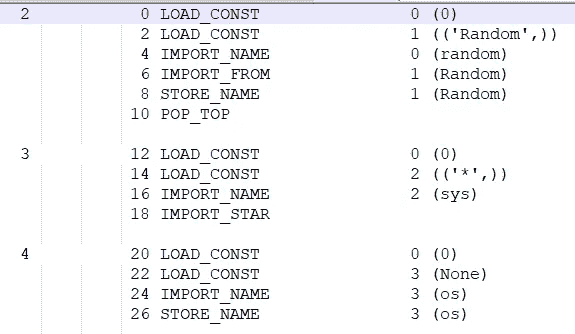 2 0 LOAD_CONST 0 (0)
2 LOAD_CONST 1 (('Random',))
4 IMPORT_NAME 0 (random)
6 IMPORT_FROM 1 (Random)
8 STORE_NAME 1 (Random)
10 POP_TOP
3 12 LOAD_CONST 0 (0)
14 LOAD_CONST 2 (('*',))
16 IMPORT_NAME 2 (sys)
18 IMPORT_STAR
4 20 LOAD_CONST 0 (0)
22 LOAD_CONST 3 (None)
24 IMPORT_NAME 3 (os)
26 STORE_NAME 3 (os)